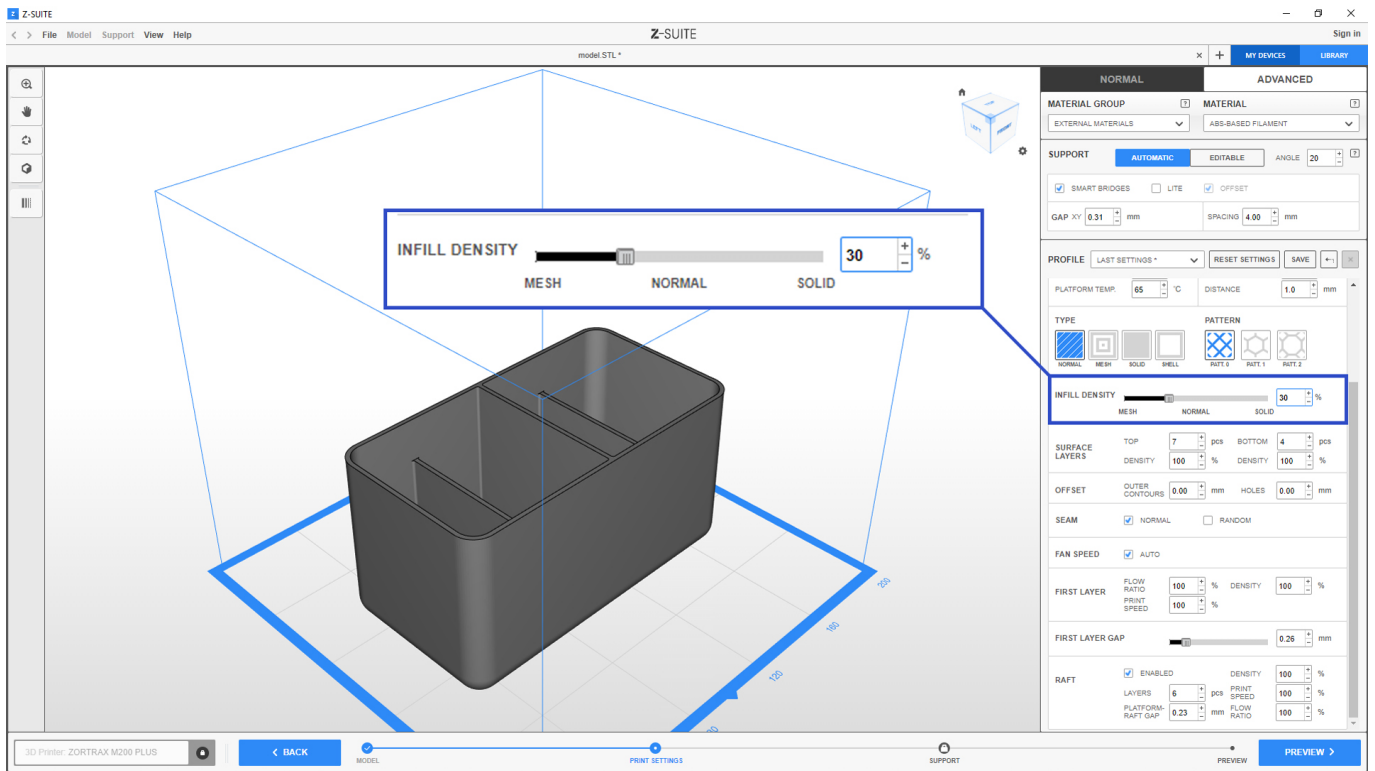 Z-SUITE
File Model Support View Help
Z-SUITE
Sign in
model.STL *
MY DEVICES
LIBRARY
NORMAL
ADVANCED
MATERIAL GROUP ?
MATERIAL ?
EXTERNAL MATERIALS
ABS-BASED FILAMENT
SUPPORT AUTOMATIC EDITABLE ANGLE 20 ?
SMART BRIDGES LITE OFFSET
GAP XY 0.31 mm SPACING 4.00 mm
PROFILE LAST SETTINGS * RESET SETTINGS SAVE
PLATFORM TEMP. 65 °C DISTANCE 1.0 mm
TYPE PATTERN
NORMAL MESH SOLID SHELL PATT. 0 PATT. 1 PATT. 2
INFILL DENSITY 30 %
MESH NORMAL SOLID
INFILL DENSITY 30 %
MESH NORMAL SOLID
SURFACE LAYERS
TOP 7 pcs BOTTOM 4 pcs
DENSITY 100 % DENSITY 100 %
OFFSET OUTER CONTOURS 0.00 mm HOLES 0.00 mm
SEAM NORMAL RANDOM
FAN SPEED AUTO
FIRST LAYER
FLOW RATIO 100 % DENSITY 100 %
PRINT SPEED 100 %
FIRST LAYER GAP 0.26 mm
RAFT ENABLED DENSITY 100 %
LAYERS 6 pcs PRINT SPEED 100 %
PLATFORM-RAFT GAP 0.23 mm FLOW RATIO 100 %
LEFT
FRONT
200
160
120
3D Printer: ZORTRAX M200 PLUS
BACK
MODEL
PRINT SETTINGS
SUPPORT
PREVIEW
PREVIEW